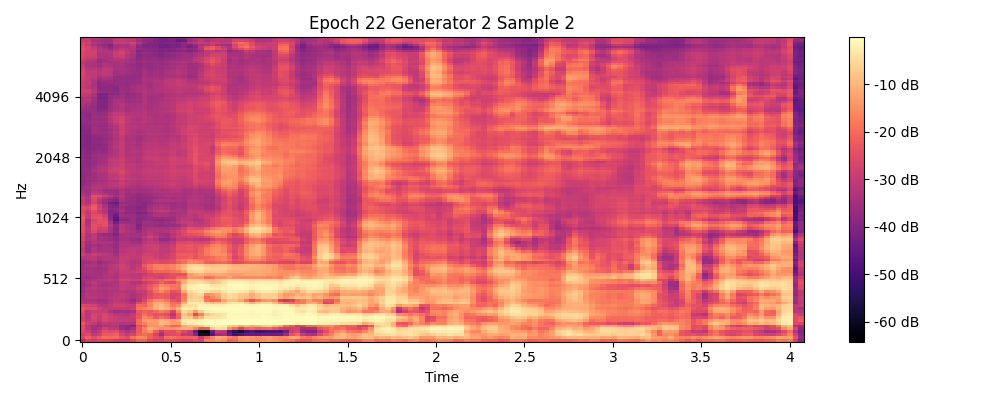 Epoch 22 Generator 2 Sample 2
Hz
4096
2048
1024
512
0
0 0.5 1 1.5 2 2.5 3 3.5 4
Time
-10 dB
-20 dB
-30 dB
-40 dB
-50 dB
-60 dB